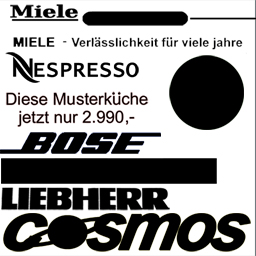 Miele
MIELE - Verlässlichkeit für viele jahre
NESPRESSO
Diese Musterküche
jetzt nur 2.990,-
BOSE
LIEBHERR
cosmos